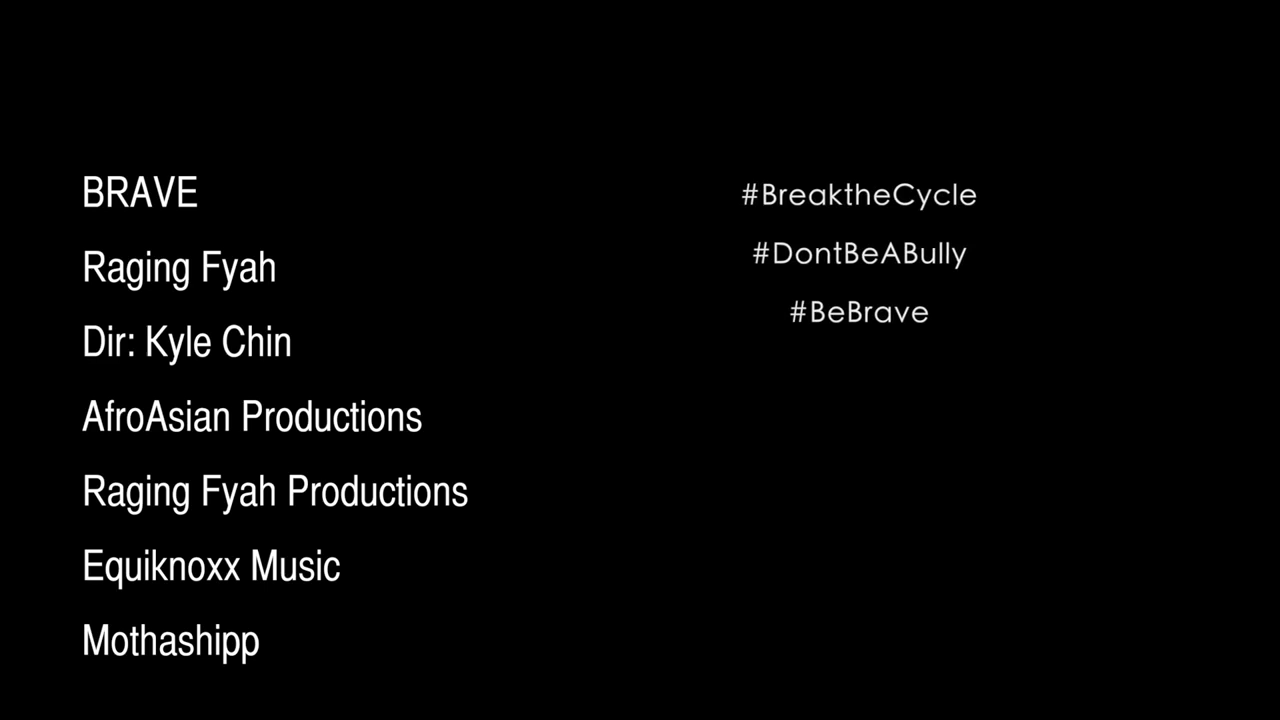 BRAVE
Raging Fyah
Dir: Kyle Chin
AfroAsian Productions
Raging Fyah Productions
Equiknoxx Music
Mothashipp
#BreaktheCycle
#DontBeABully
#BeBrave